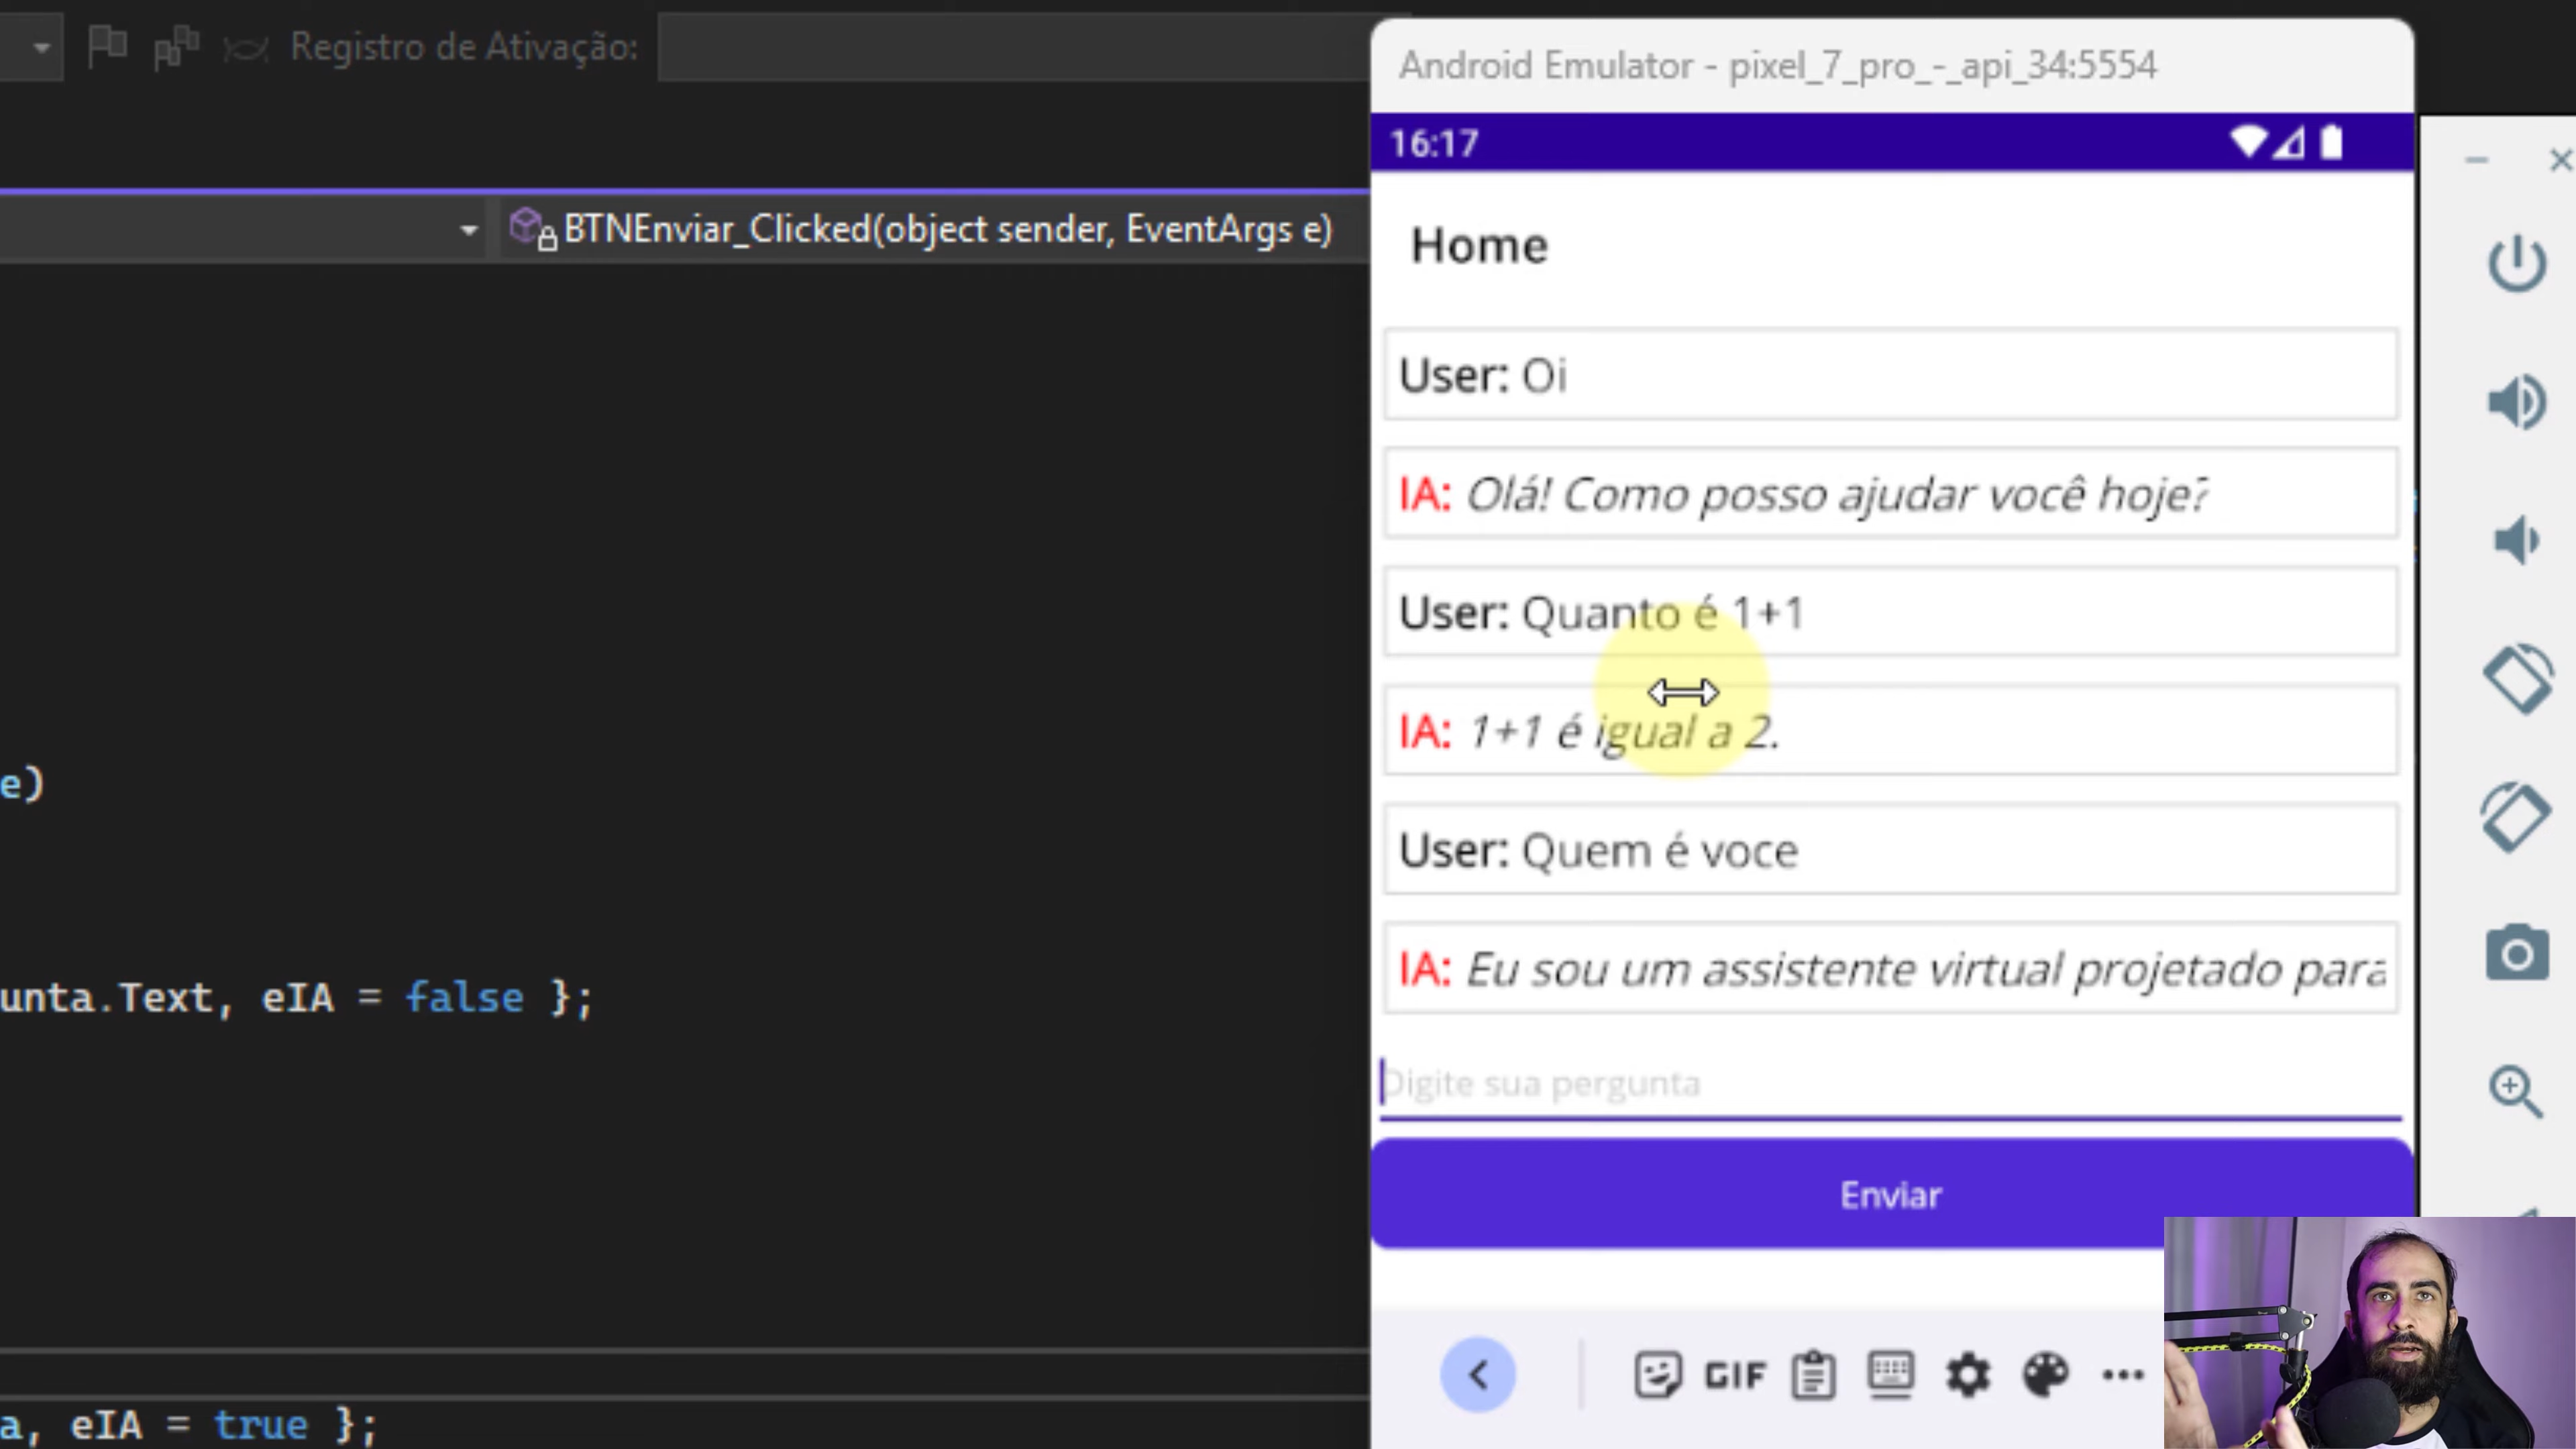 Registro de Ativação:
BTNEnviar_Clicked(object sender, EventArgs e)
e)
unta.Text, eIA = false };
a, eIA = true };
Android Emulator - pixel_7_pro_-_api_34:5554
16:17
Home
User: Oi
IA: Olá! Como posso ajudar você hoje?
User: Quanto é 1+1
IA: 1+1 é igual a 2.
User: Quem é voce
IA: Eu sou um assistente virtual projetado para
Digite sua pergunta
Enviar
GIF